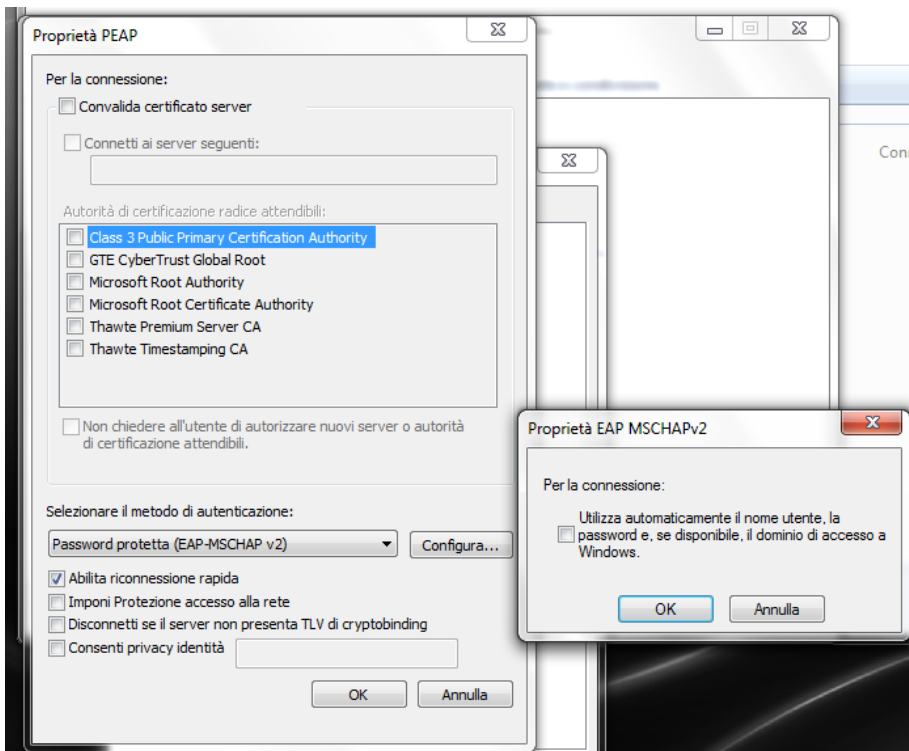 Proprietà PEAP
Per la connessione:
Convalida certificato server
Connetti ai server seguenti:
Autorità di certificazione radice attendibili:
Class 3 Public Primary Certification Authority
GTE CyberTrust Global Root
Microsoft Root Authority
Microsoft Root Certificate Authority
Thawte Premium Server CA
Thawte Timestamping CA
Non chiedere all'utente di autorizzare nuovi server o autorità
di certificazione attendibili.
Selezionare il metodo di autenticazione:
Password protetta (EAP-MSCHAP v2)
Configura...
Abilita riconnessione rapida
Imponi Protezione accesso alla rete
Disconnetti se il server non presenta TLV di cryptobinding
Consenti privacy identità
OK
Annulla
Conn
Proprietà EAP MSCHAPv2
Per la connessione:
Utilizza automaticamente il nome utente, la
password e, se disponibile, il dominio di accesso a
Windows.
OK
Annulla